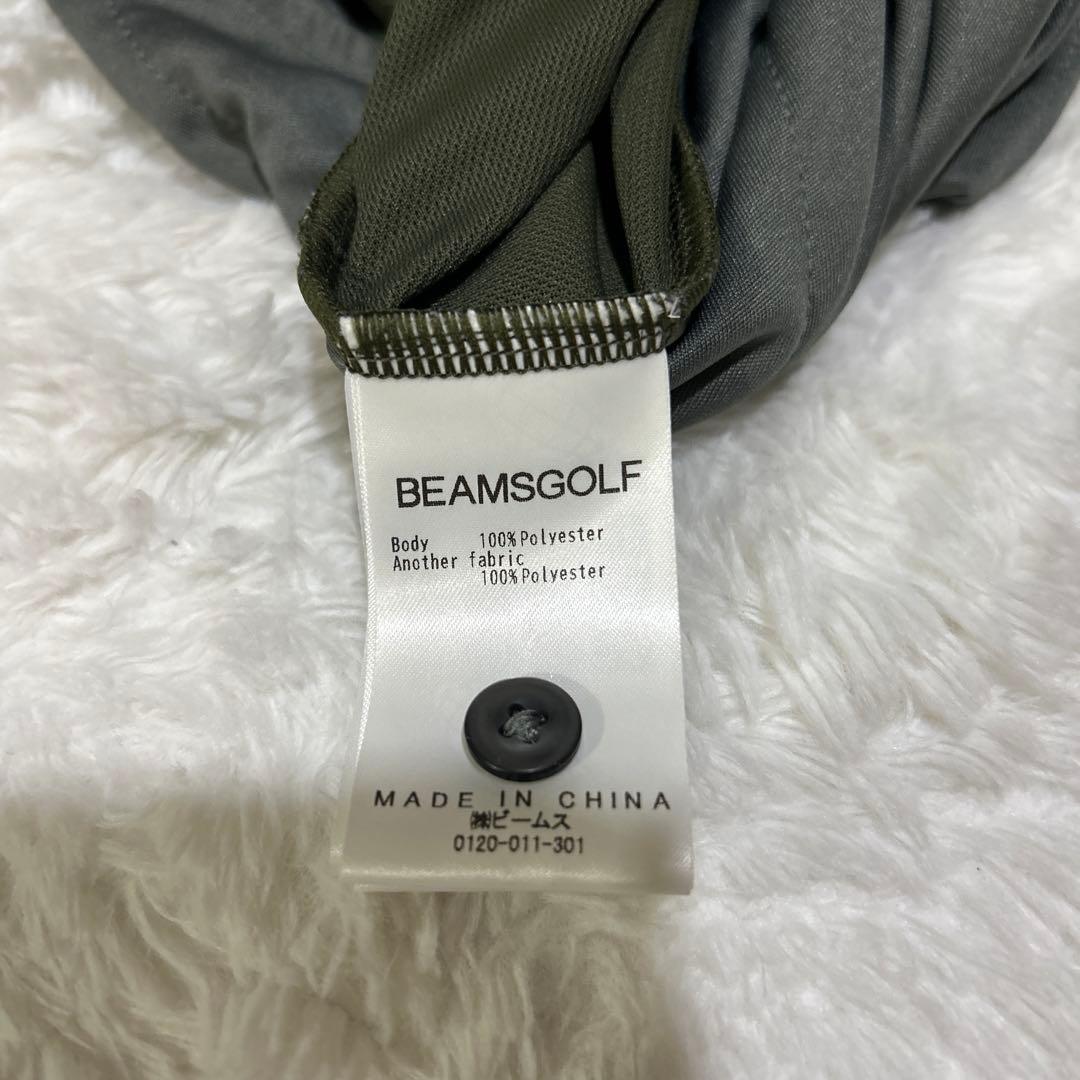 BEAMSGOLF
Body 100%Polyester
Another fabric
100%Polyester
MADE IN CHINA
㈱ビームス
0120-011-301